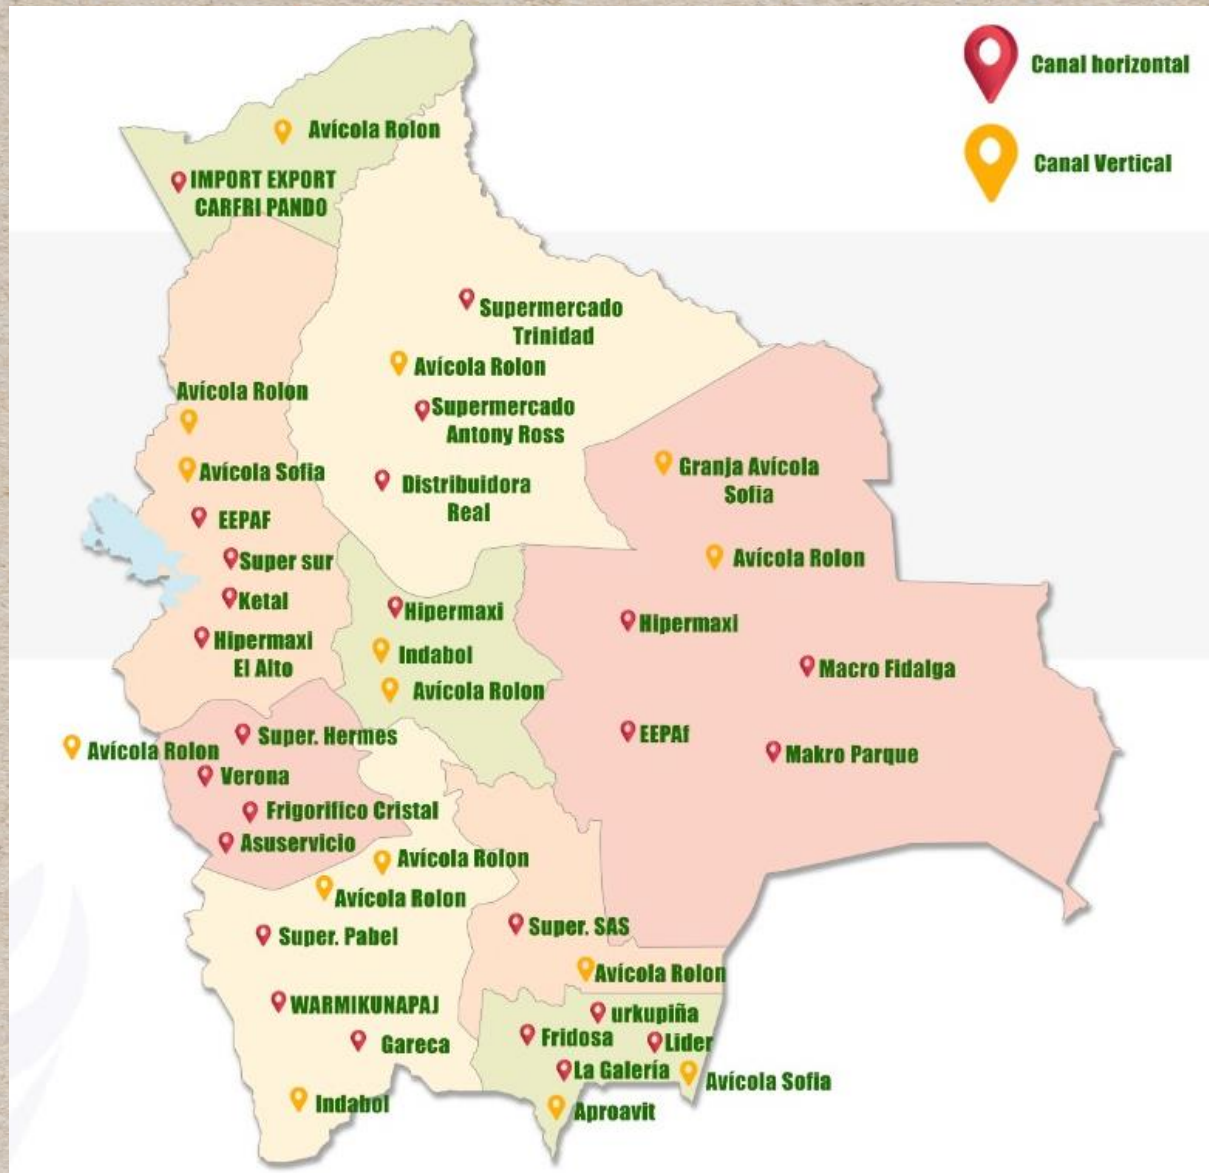 Canal horizontal
Canal Vertical
Avícola Rolon
IMPORT EXPORT
CARFRI PANDO
Supermercado
Trinidad
Avícola Rolon
Supermercado
Antony Ross
Distribuidora
Real
Avícola Rolon
Avícola Sofia
EEPAF
Super sur
Ketal
Hipermaxi
El Alto
Granja Avícola
Sofia
Avícola Rolon
Hipermaxi
Macro Fidalga
EEPAf
Makro Parque
Hipermaxi
Indabol
Avícola Rolon
Avícola Rolon
Super. Hermes
Verona
Frigorifico Cristal
Asuservicio
Avícola Rolon
Avícola Rolon
Super. Pabel
WARMIKUNAPAJ
Gareca
Indabol
Super. SAS
Avícola Rolon
urkupiña
Fridosa
Lider
La Galería
Avícola Sofia
Aproavit